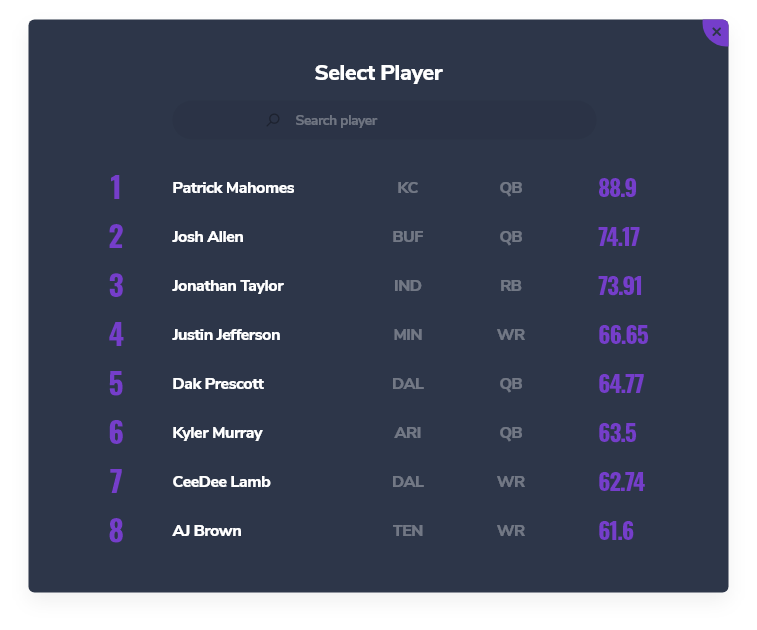 Select Player
Search player
1 Patrick Mahomes KC QB 88.9
2 Josh Allen BUF QB 74.17
3 Jonathan Taylor IND RB 73.91
4 Justin Jefferson MIN WR 66.65
5 Dak Prescott DAL QB 64.77
6 Kyler Murray ARI QB 63.5
7 CeeDee Lamb DAL WR 62.74
8 AJ Brown TEN WR 61.6